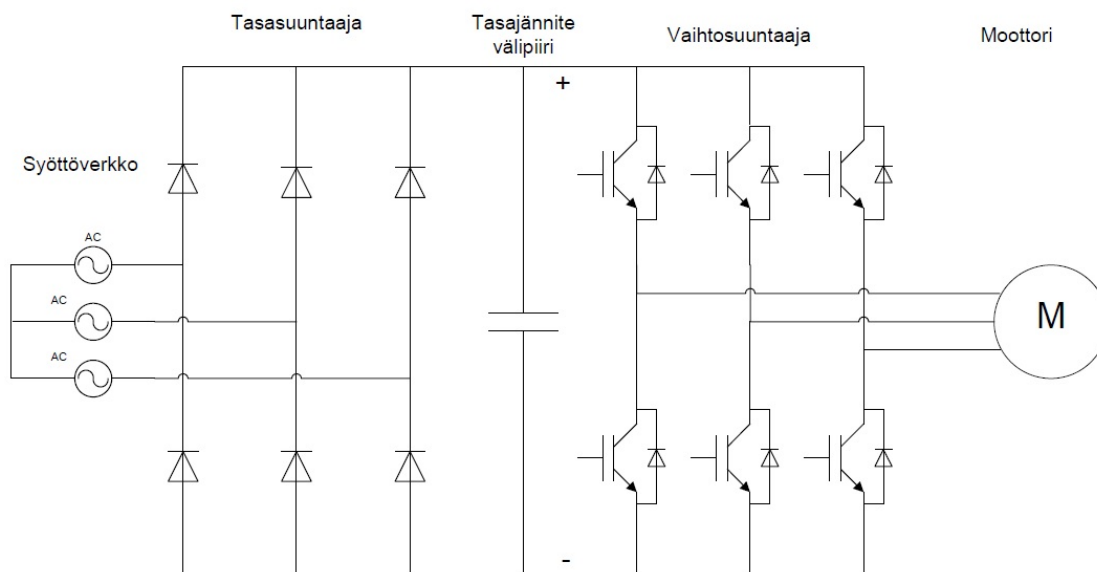 Tasasuuntaaja
Tasajännite
välipiiri
Vaihtosuuntaaja
Moottori
+
Syöttöverkko
AC
AC
AC
M
-